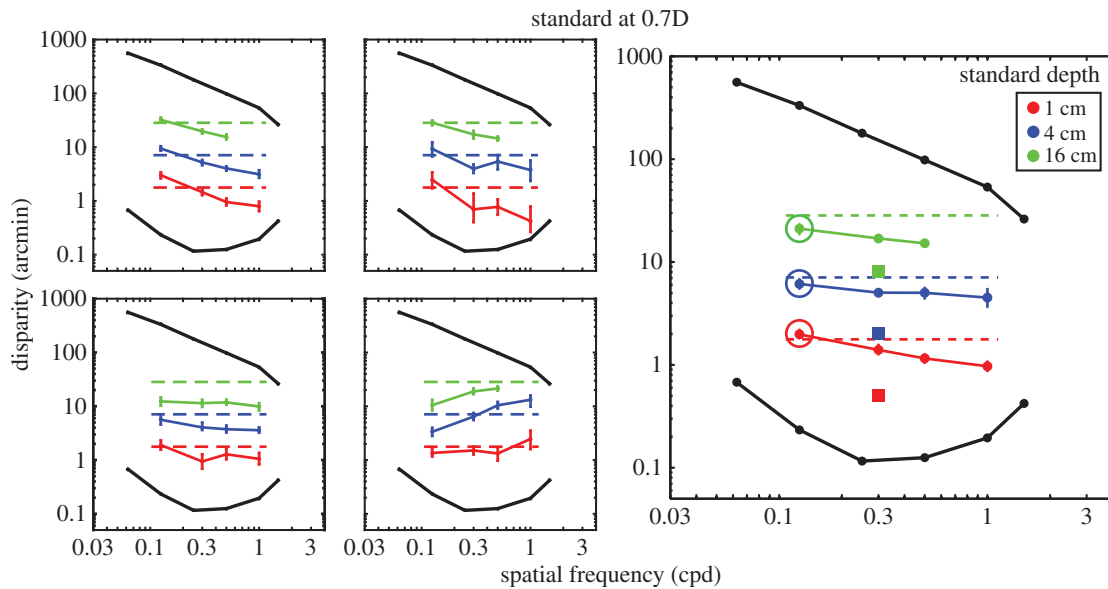 standard at 0.7D
1000
100
10
1
0.1
1000
100
10
1
0.1
disparity (arcmin)
0.03 0.1 0.3 1 3
0.03 0.1 0.3 1 3
spatial frequency (cpd)
1000
100
10
1
0.1
0.03 0.1 0.3 1 3
standard depth
1 cm
4 cm
16 cm